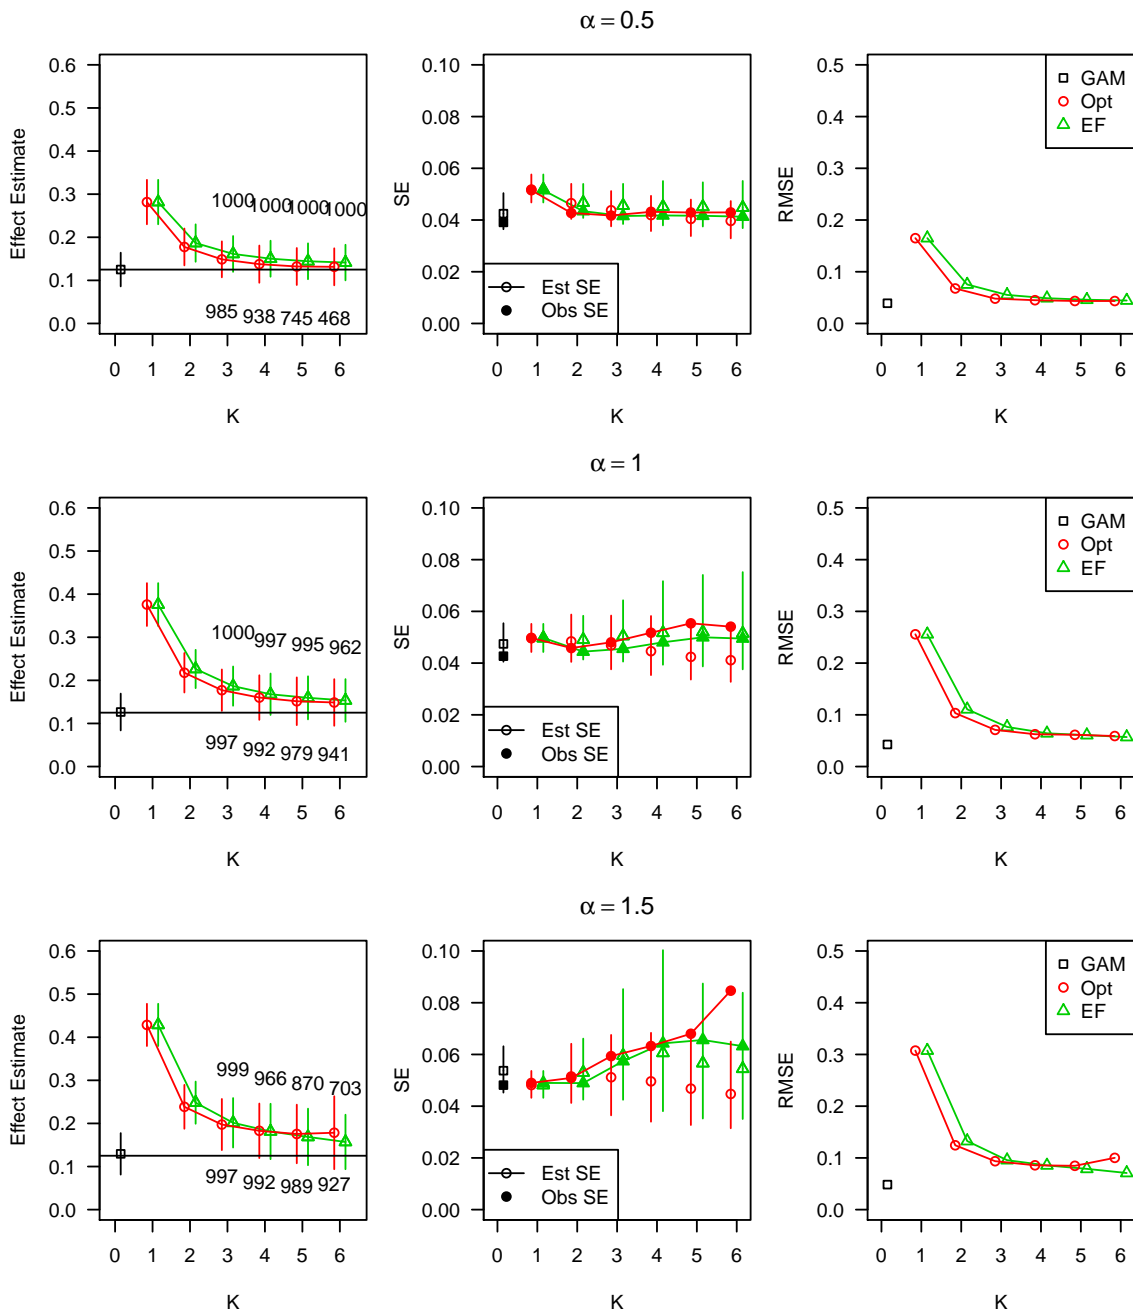 α = 0.5
Effect Estimate
0.6
0.5
0.4
0.3
0.2
0.1
0.0
1000 1000 1000 1000
985 938 745 468
0 1 2 3 4 5 6
K
SE
0.10
0.08
0.06
0.04
0.02
0.00
Est SE
Obs SE
0 1 2 3 4 5 6
K
RMSE
0.5
0.4
0.3
0.2
0.1
0.0
GAM
Opt
EF
0 1 2 3 4 5 6
K
α = 1
Effect Estimate
0.6
0.5
0.4
0.3
0.2
0.1
0.0
1000 997 995 962
997 992 979 941
0 1 2 3 4 5 6
K
SE
0.10
0.08
0.06
0.04
0.02
0.00
Est SE
Obs SE
0 1 2 3 4 5 6
K
RMSE
0.5
0.4
0.3
0.2
0.1
0.0
GAM
Opt
EF
0 1 2 3 4 5 6
K
α = 1.5
Effect Estimate
0.6
0.5
0.4
0.3
0.2
0.1
0.0
999 966 870 703
997 992 989 927
0 1 2 3 4 5 6
K
SE
0.10
0.08
0.06
0.04
0.02
0.00
Est SE
Obs SE
0 1 2 3 4 5 6
K
RMSE
0.5
0.4
0.3
0.2
0.1
0.0
GAM
Opt
EF
0 1 2 3 4 5 6
K